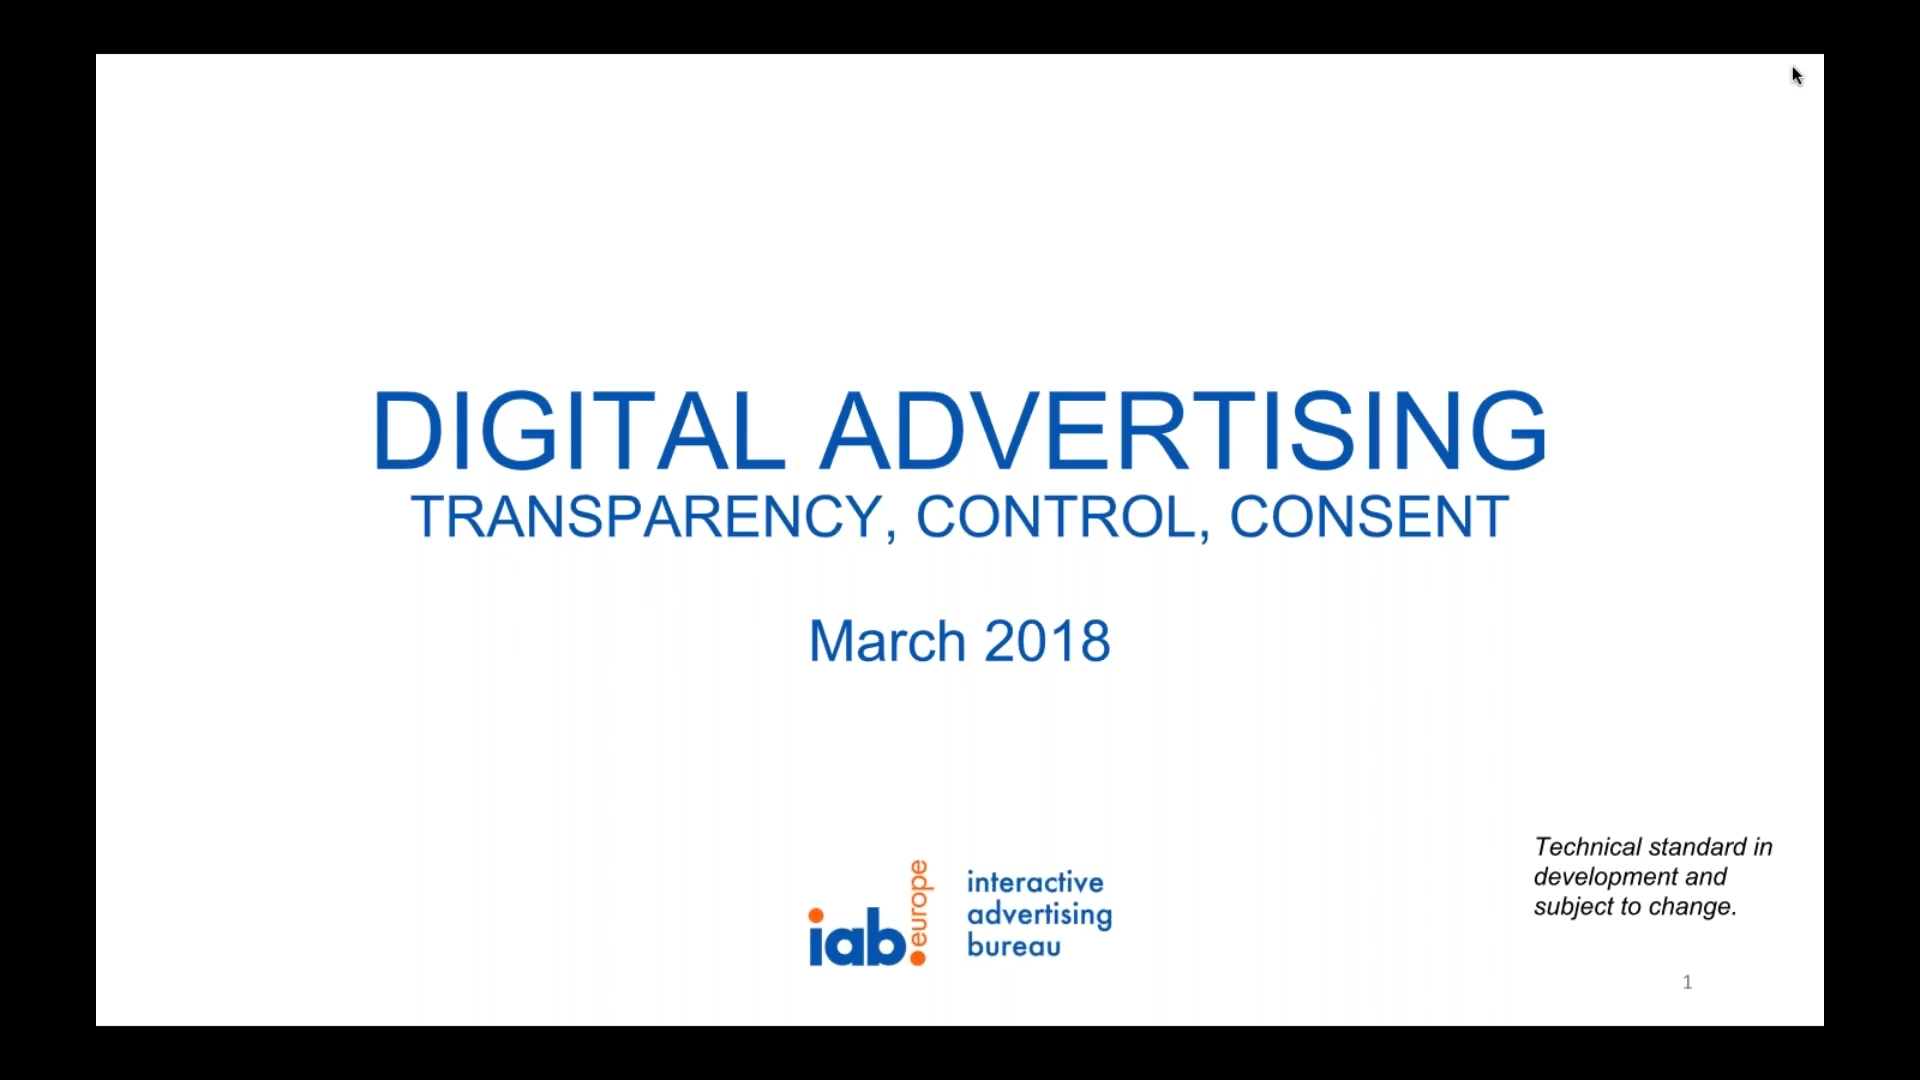 DIGITAL ADVERTISING
TRANSPARENCY, CONTROL, CONSENT
March 2018
iab.europe
interactive
advertising
bureau
Technical standard in
development and
subject to change.
1